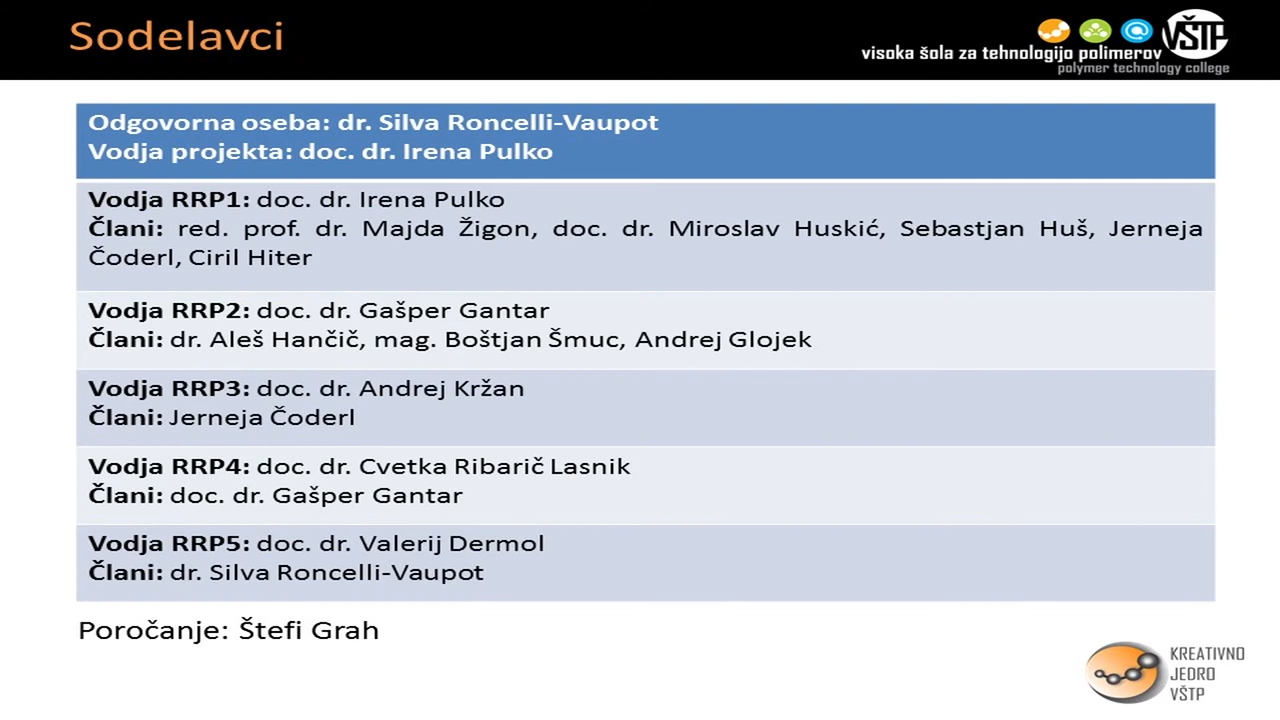 Sodelavci
VŠTP
visoka šola za tehnologijo polimerov
polymer technology college
Odgovorna oseba: dr. Silva Roncelli-Vaupot
Vodja projekta: doc. dr. Irena Pulko
Vodja RRP1: doc. dr. Irena Pulko
Člani: red. prof. dr. Majda Žigon, doc. dr. Miroslav Huskić, Sebastjan Huš, Jerneja
Čoderl, Ciril Hiter
Vodja RRP2: doc. dr. Gašper Gantar
Člani: dr. Aleš Hančič, mag. Boštjan Šmuc, Andrej Glojek
Vodja RRP3: doc. dr. Andrej Kržan
Člani: Jerneja Čoderl
Vodja RRP4: doc. dr. Cvetka Ribarič Lasnik
Člani: doc. dr. Gašper Gantar
Vodja RRP5: doc. dr. Valerij Dermol
Člani: dr. Silva Roncelli-Vaupot
Poročanje: Štefi Grah
KREATIVNO
JEDRO
VŠTP